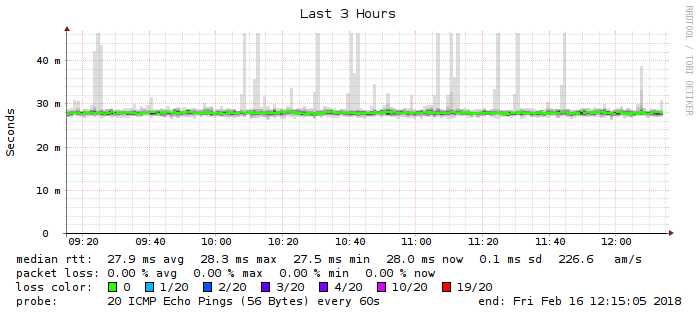 Last 3 Hours
RRDTOOL / TOBI OETIKER
Seconds
40 m
30 m
20 m
10 m
0
09:20 09:40 10:00 10:20 10:40 11:00 11:20 11:40 12:00
median rtt: 27.9 ms avg 28.3 ms max 27.5 ms min 28.0 ms now 0.1 ms sd 226.6 am/s
packet loss: 0.00 % avg 0.00 % max 0.00 % min 0.00 % now
loss color: 0 1/20 2/20 3/20 4/20 10/20 19/20
probe: 20 ICMP Echo Pings (56 Bytes) every 60s end: Fri Feb 16 12:15:05 2018